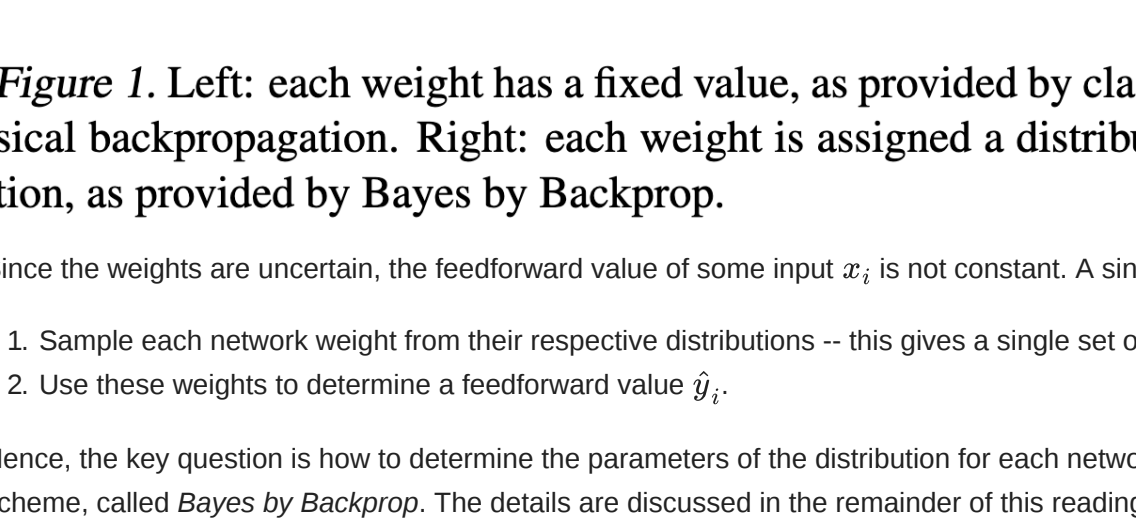 Figure 1. Left: each weight has a fixed value, as provided by cla
sical backpropagation. Right: each weight is assigned a distribu
tion, as provided by Bayes by Backprop.
ince the weights are uncertain, the feedforward value of some input x_i is not constant. A sin
1. Sample each network weight from their respective distributions -- this gives a single set o
2. Use these weights to determine a feedforward value ŷ_i.
ence, the key question is how to determine the parameters of the distribution for each netwo
cheme, called Bayes by Backprop. The details are discussed in the remainder of this reading